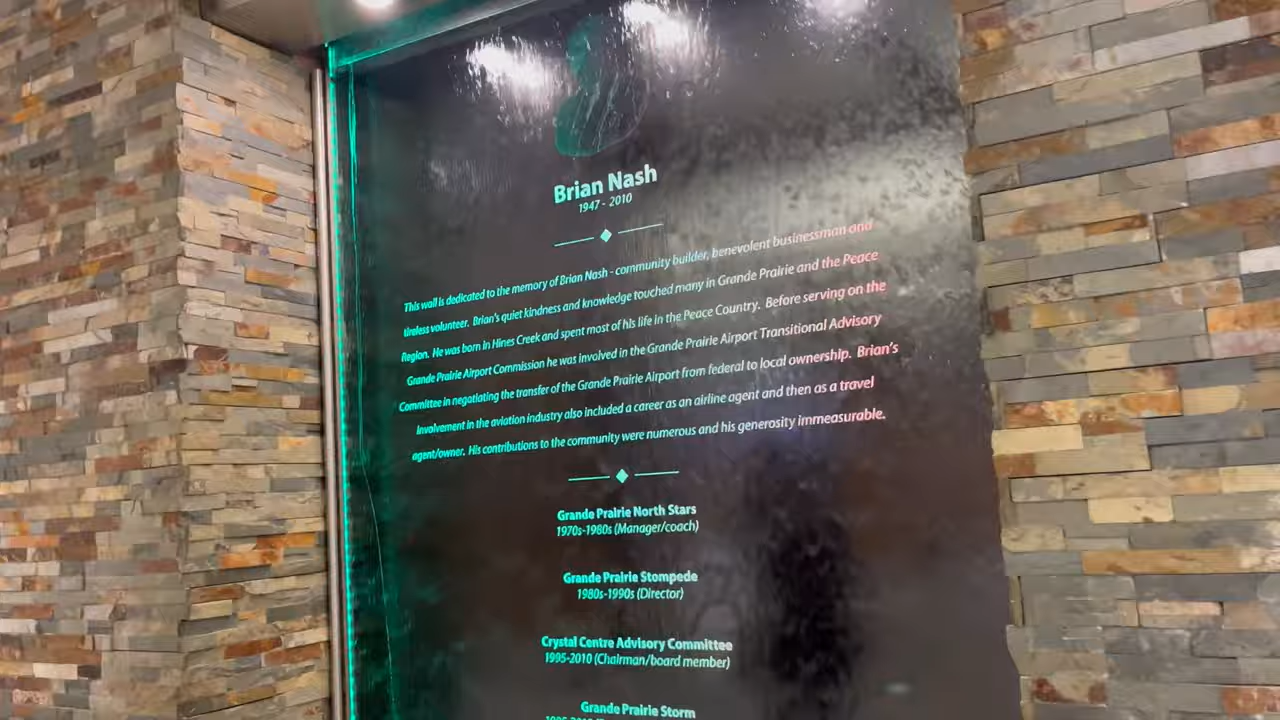 Brian Nash
1947 - 2010
This wall is dedicated to the memory of Brian Nash - community builder, benevolent businessman and
tireless volunteer. Brian's quiet kindness and knowledge touched many in Grande Prairie and the Peace
Region. He was born in Hines Creek and spent most of his life in the Peace Country. Before serving on the
Grande Prairie Airport Commission he was involved in the Grande Prairie Airport Transitional Advisory
Committee in negotiating the transfer of the Grande Prairie Airport from federal to local ownership. Brian's
involvement in the aviation industry also included a career as an airline agent and then as a travel
agent/owner. His contributions to the community were numerous and his generosity immeasurable.
Grande Prairie North Stars
1970s-1980s (Manager/coach)
Grande Prairie Stompede
1980s-1990s (Director)
Crystal Centre Advisory Committee
1995-2010 (Chairman/board member)
Grande Prairie Storm